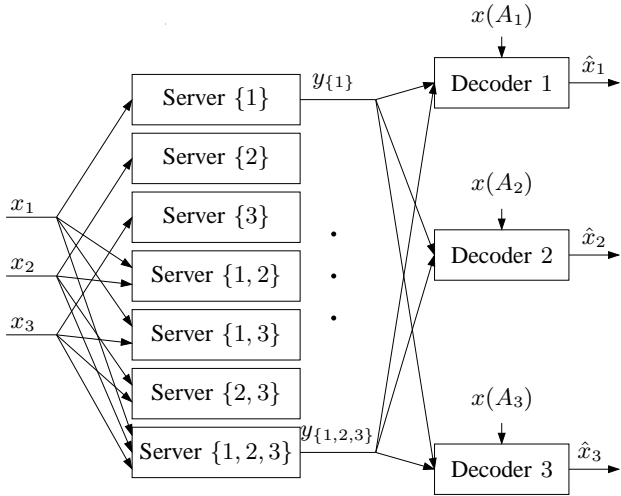 x(A_1)
x̂_1
Decoder 1
y_{1}
Server {1}
Server {2}
x(A_2)
x_1
Server {3}
x̂_2
Decoder 2
x_2
Server {1, 2}
x_3
Server {1, 3}
Server {2, 3}
x(A_3)
y_{1,2,3}
Server {1, 2, 3}
x̂_3
Decoder 3